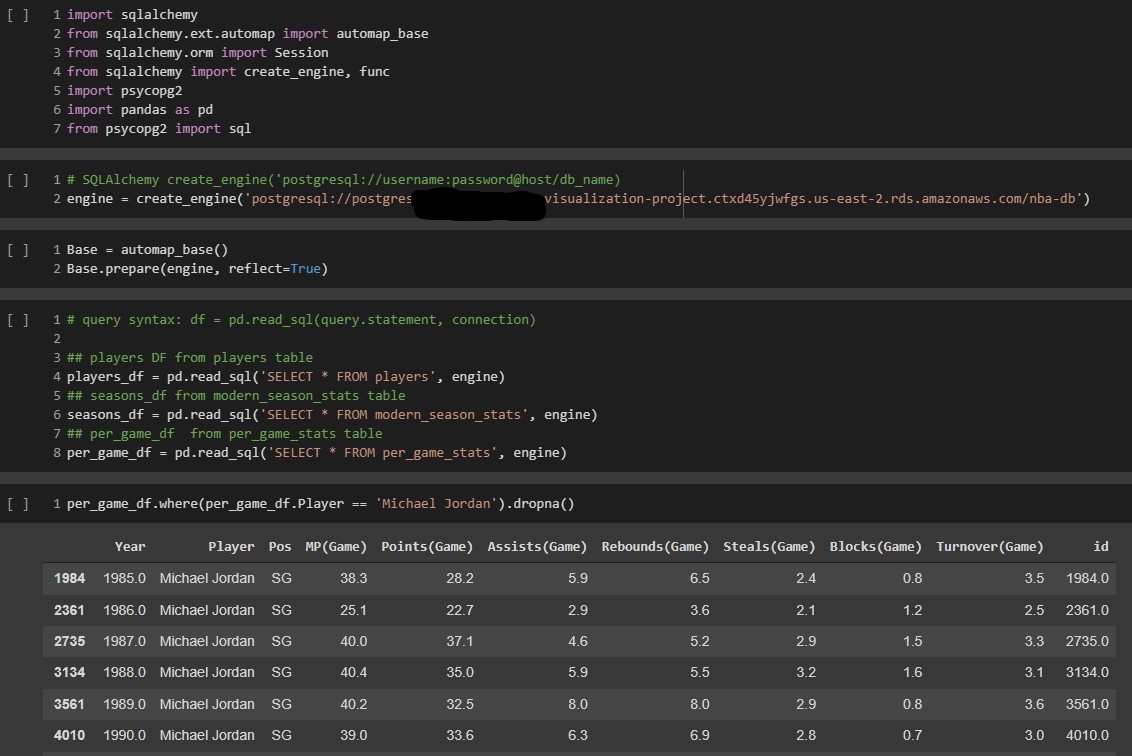 [ ] 1 import sqlalchemy
2 from sqlalchemy.ext.automap import automap_base
3 from sqlalchemy.orm import Session
4 from sqlalchemy import create_engine, func
5 import psycopg2
6 import pandas as pd
7 from psycopg2 import sql
[ ] 1 # SQLAlchemy create_engine('postgresql://username:password@host/db_name)
2 engine = create_engine('postgresql://postgres visualization-project.ctxd45yjwfgs.us-east-2.rds.amazonaws.com/nba-db')
[ ] 1 Base = automap_base()
2 Base.prepare(engine, reflect=True)
[ ] 1 # query syntax: df = pd.read_sql(query.statement, connection)
2
3 ## players DF from players table
4 players_df = pd.read_sql('SELECT * FROM players', engine)
5 ## seasons_df from modern_season_stats table
6 seasons_df = pd.read_sql('SELECT * FROM modern_season_stats', engine)
7 ## per_game_df  from per_game_stats table
8 per_game_df = pd.read_sql('SELECT * FROM per_game_stats', engine)
[ ] 1 per_game_df.where(per_game_df.Player == 'Michael Jordan').dropna()
Year Player Pos MP(Game) Points(Game) Assists(Game) Rebounds(Game) Steals(Game) Blocks(Game) Turnover(Game) id
1984 1985.0 Michael Jordan SG 38.3 28.2 5.9 6.5 2.4 0.8 3.5 1984.0
2361 1986.0 Michael Jordan SG 25.1 22.7 2.9 3.6 2.1 1.2 2.5 2361.0
2735 1987.0 Michael Jordan SG 40.0 37.1 4.6 5.2 2.9 1.5 3.3 2735.0
3134 1988.0 Michael Jordan SG 40.4 35.0 5.9 5.5 3.2 1.6 3.1 3134.0
3561 1989.0 Michael Jordan SG 40.2 32.5 8.0 8.0 2.9 0.8 3.6 3561.0
4010 1990.0 Michael Jordan SG 39.0 33.6 6.3 6.9 2.8 0.7 3.0 4010.0